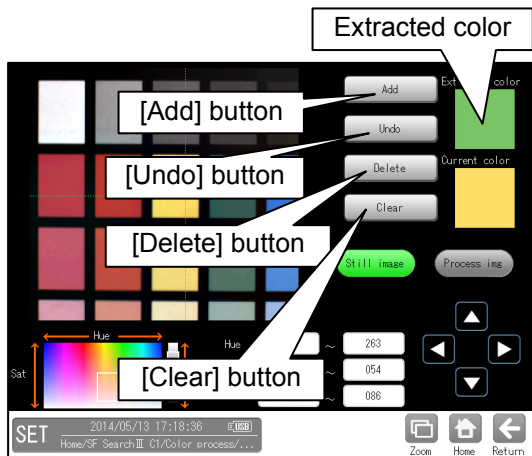 Extracted color
Add
Ext color
[Add] button
Undo
[Undo] button
Delete
Current color
Clear
[Delete] button
Still image
Process img
Hue
Hue
～ 263
Sat
～ 054
[Clear] button
～ 086
SET
2014/05/13 17:18:36
USB
Home/SF SearchⅢ C1/Color process/...
Zoom
Home
Return